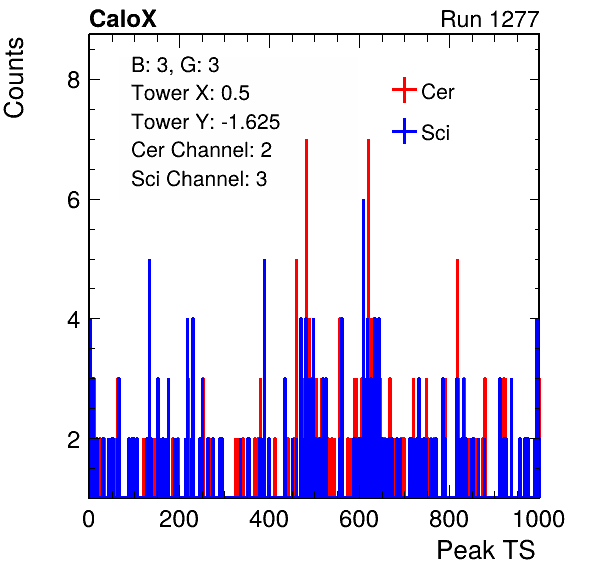 CaloX Run 1277
Counts
B: 3, G: 3
Tower X: 0.5
Tower Y: -1.625
Cer Channel: 2
Sci Channel: 3
Cer
Sci
8
6
4
2
0 200 400 600 800 1000
Peak TS